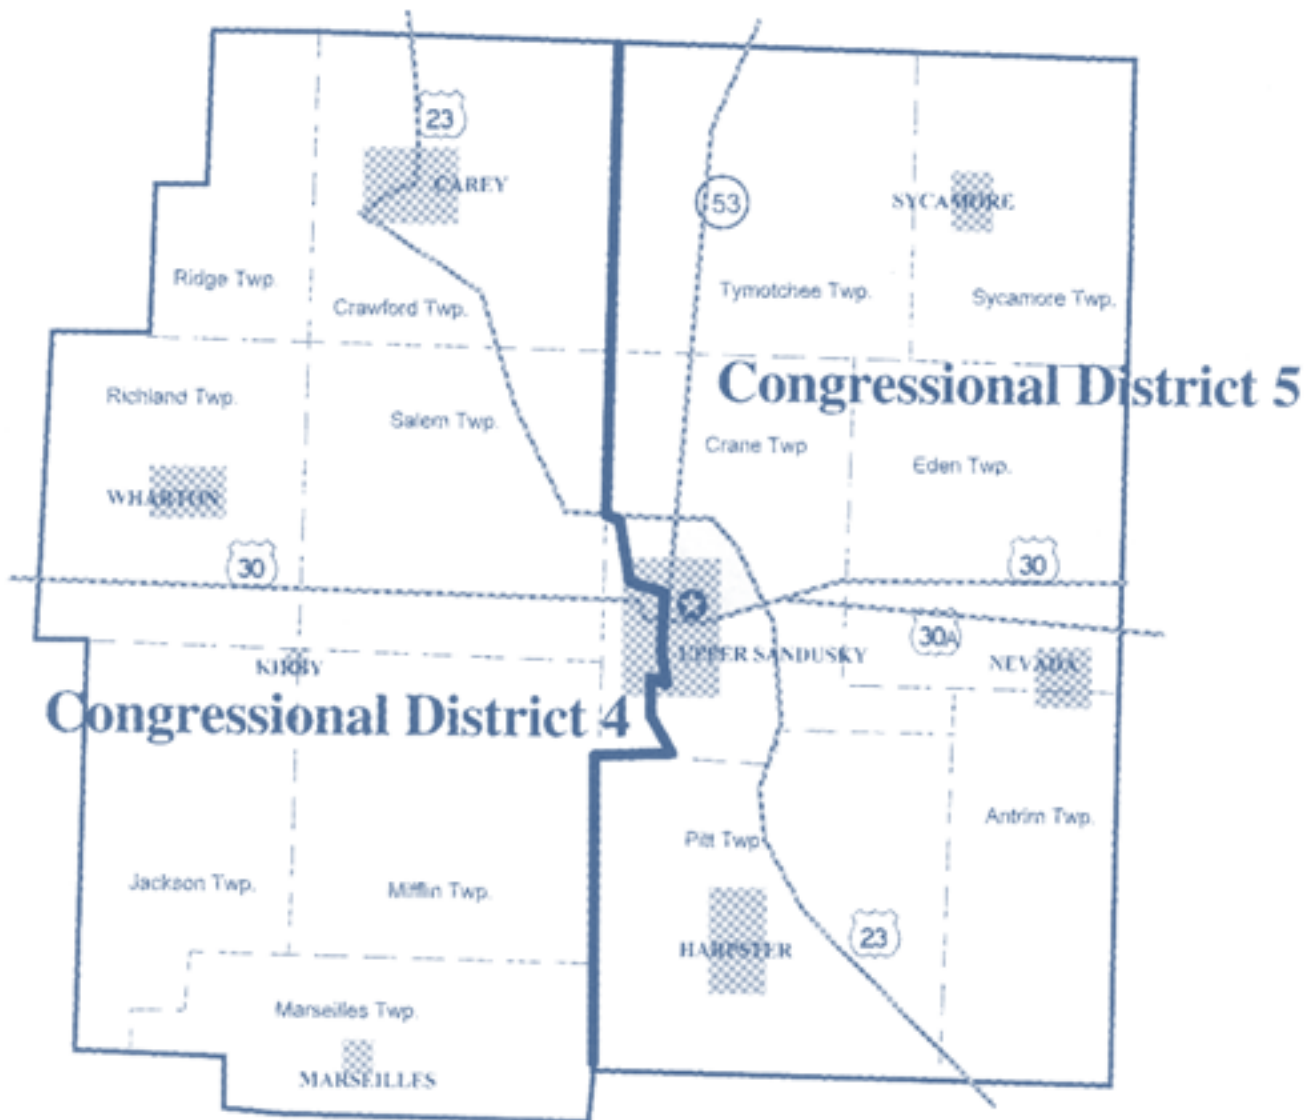 23
CAREY
53
SYCAMORE
Ridge Twp.
Crawford Twp.
Tymotchee Twp.
Sycamore Twp.
Congressional District 5
Richland Twp.
Salem Twp.
Crane Twp
Eden Twp.
WHARTON
30
30
30A
KIRBY
UPPER SANDUSKY
NEVADA
Congressional District 4
Antrim Twp.
Pitt Twp
Jackson Twp.
Mifflin Twp.
23
HARPSTER
Marseilles Twp.
MARSEILLES